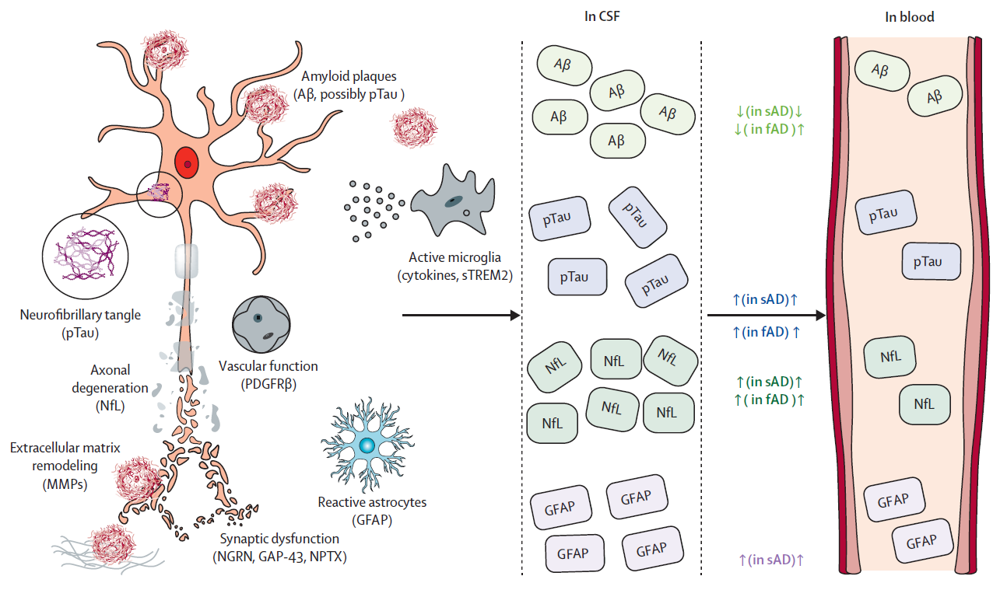 In CSF
In blood
Amyloid plaques
(Aβ, possibly pTau )
Active microglia
(cytokines, sTREM2)
Neurofibrillary tangle
(pTau)
Vascular function
(PDGFRβ)
Axonal
degeneration
(NfL)
Extracellular matrix
remodeling
(MMPs)
Reactive astrocytes
(GFAP)
Synaptic dysfunction
(NGRN, GAP-43, NPTX)
Aβ
Aβ
Aβ
Aβ
Aβ
pTau
pTau
pTau
pTau
NfL
NfL
NfL
NfL
NfL
NfL
GFAP
GFAP
GFAP
GFAP
↓(in sAD)↓
↓( in fAD )↑
↑(in sAD)↑
↑(in fAD) ↑
↑(in sAD)↑
↑( in fAD )↑
↑(in sAD)↑
Aβ
Aβ
pTau
pTau
NfL
NfL
GFAP
GFAP